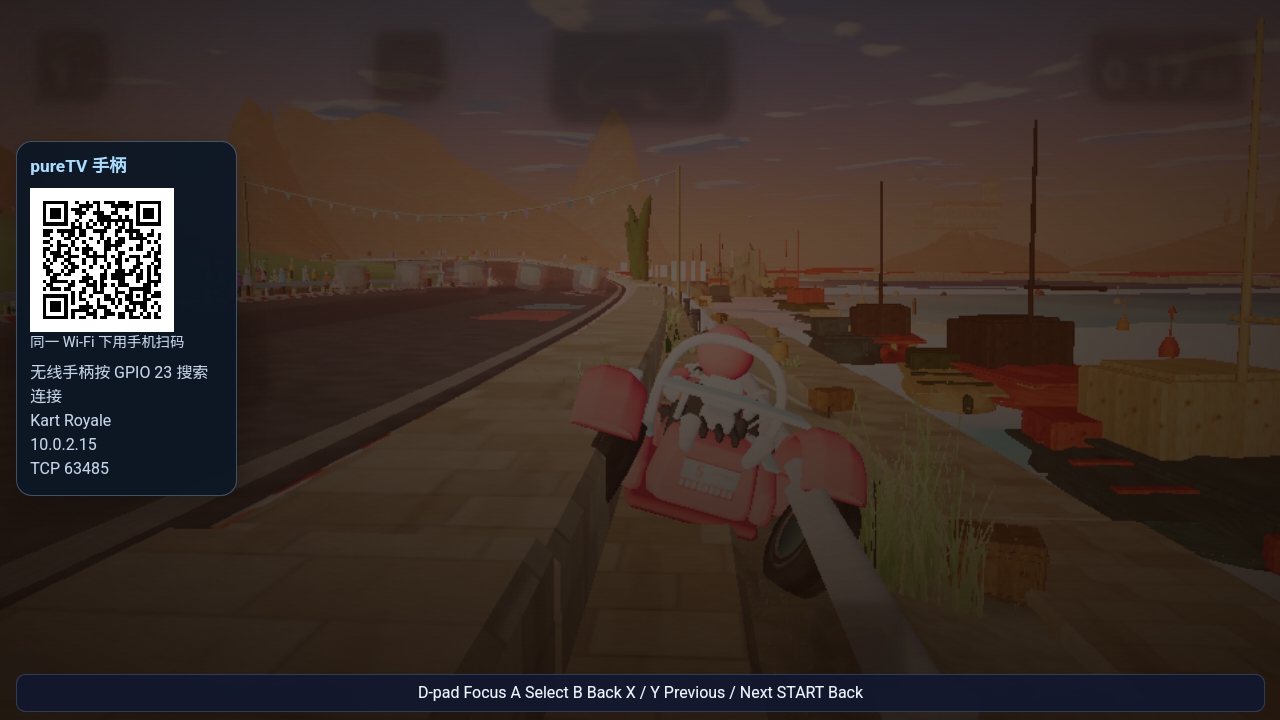 pureTV 手柄
同一 Wi-Fi 下用手机扫码
无线手柄按 GPIO 23 搜索
连接
Kart Royale
10.0.2.15
TCP 63485
D-pad Focus A Select B Back X / Y Previous / Next START Back